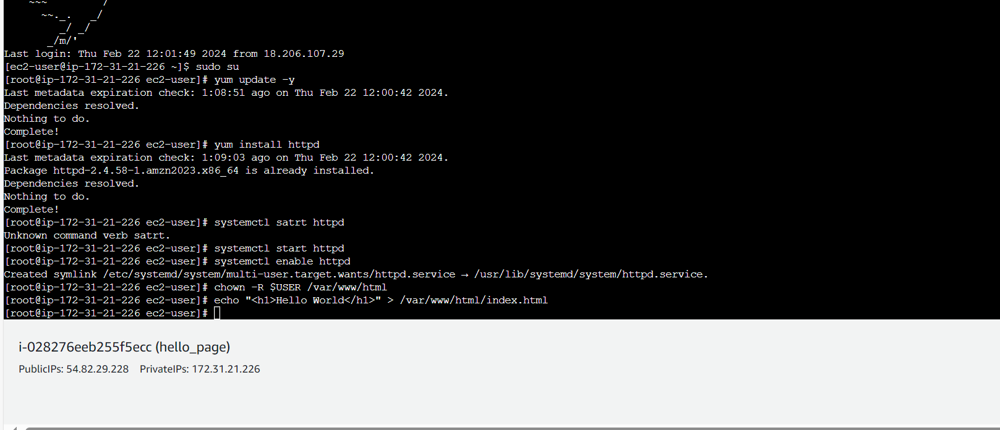 ~~~         /
~~._.   _/
_/ _/
_/m/'
Last login: Thu Feb 22 12:01:49 2024 from 18.206.107.29
[ec2-user@ip-172-31-21-226 ~]$ sudo su
[root@ip-172-31-21-226 ec2-user]# yum update -y
Last metadata expiration check: 1:08:51 ago on Thu Feb 22 12:00:42 2024.
Dependencies resolved.
Nothing to do.
Complete!
[root@ip-172-31-21-226 ec2-user]# yum install httpd
Last metadata expiration check: 1:09:03 ago on Thu Feb 22 12:00:42 2024.
Package httpd-2.4.58-1.amzn2023.x86_64 is already installed.
Dependencies resolved.
Nothing to do.
Complete!
[root@ip-172-31-21-226 ec2-user]# systemctl satrt httpd
Unknown command verb satrt.
[root@ip-172-31-21-226 ec2-user]# systemctl start httpd
[root@ip-172-31-21-226 ec2-user]# systemctl enable httpd
Created symlink /etc/systemd/system/multi-user.target.wants/httpd.service → /usr/lib/systemd/system/httpd.service.
[root@ip-172-31-21-226 ec2-user]# chown -R $USER /var/www/html
[root@ip-172-31-21-226 ec2-user]# echo "<h1>Hello World</h1>" > /var/www/html/index.html
[root@ip-172-31-21-226 ec2-user]#
i-028276eeb255f5ecc (hello_page)
PublicIPs: 54.82.29.228    PrivateIPs: 172.31.21.226